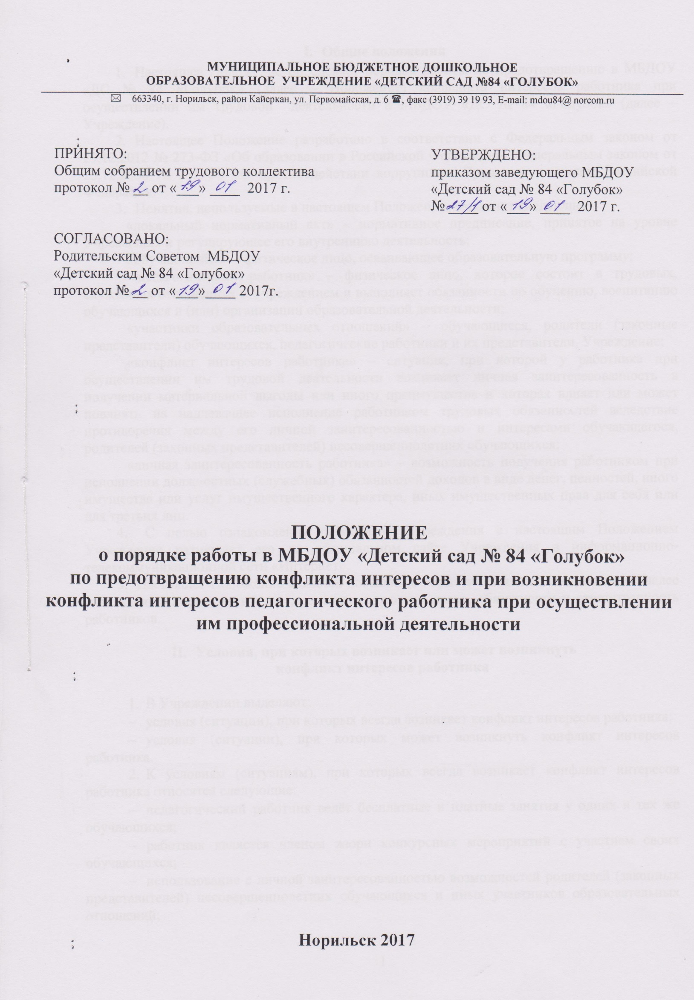 МУНИЦИПАЛЬНОЕ БЮДЖЕТНОЕ ДОШКОЛЬНОЕ
ОБРАЗОВАТЕЛЬНОЕ УЧРЕЖДЕНИЕ «ДЕТСКИЙ САД №84 «ГОЛУБОК»
663340, г. Норильск, район Кайеркан, ул. Первомайская, д. 6 ☎, факс (3919) 39 19 93, E-mail: mdou84@norcom.ru
ПРИНЯТО:
Общим собранием трудового коллектива
протокол № 2 от «19» 01 2017 г.
УТВЕРЖДЕНО:
приказом заведующего МБДОУ
«Детский сад № 84 «Голубок»
№ 27/1 от «19» 01 2017 г.
СОГЛАСОВАНО:
Родительским Советом МБДОУ
«Детский сад № 84 «Голубок»
протокол № 2 от «19» 01 2017г.
ПОЛОЖЕНИЕ
о порядке работы в МБДОУ «Детский сад № 84 «Голубок»
по предотвращению конфликта интересов и при возникновении
конфликта интересов педагогического работника при осуществлении
им профессиональной деятельности
Норильск 2017